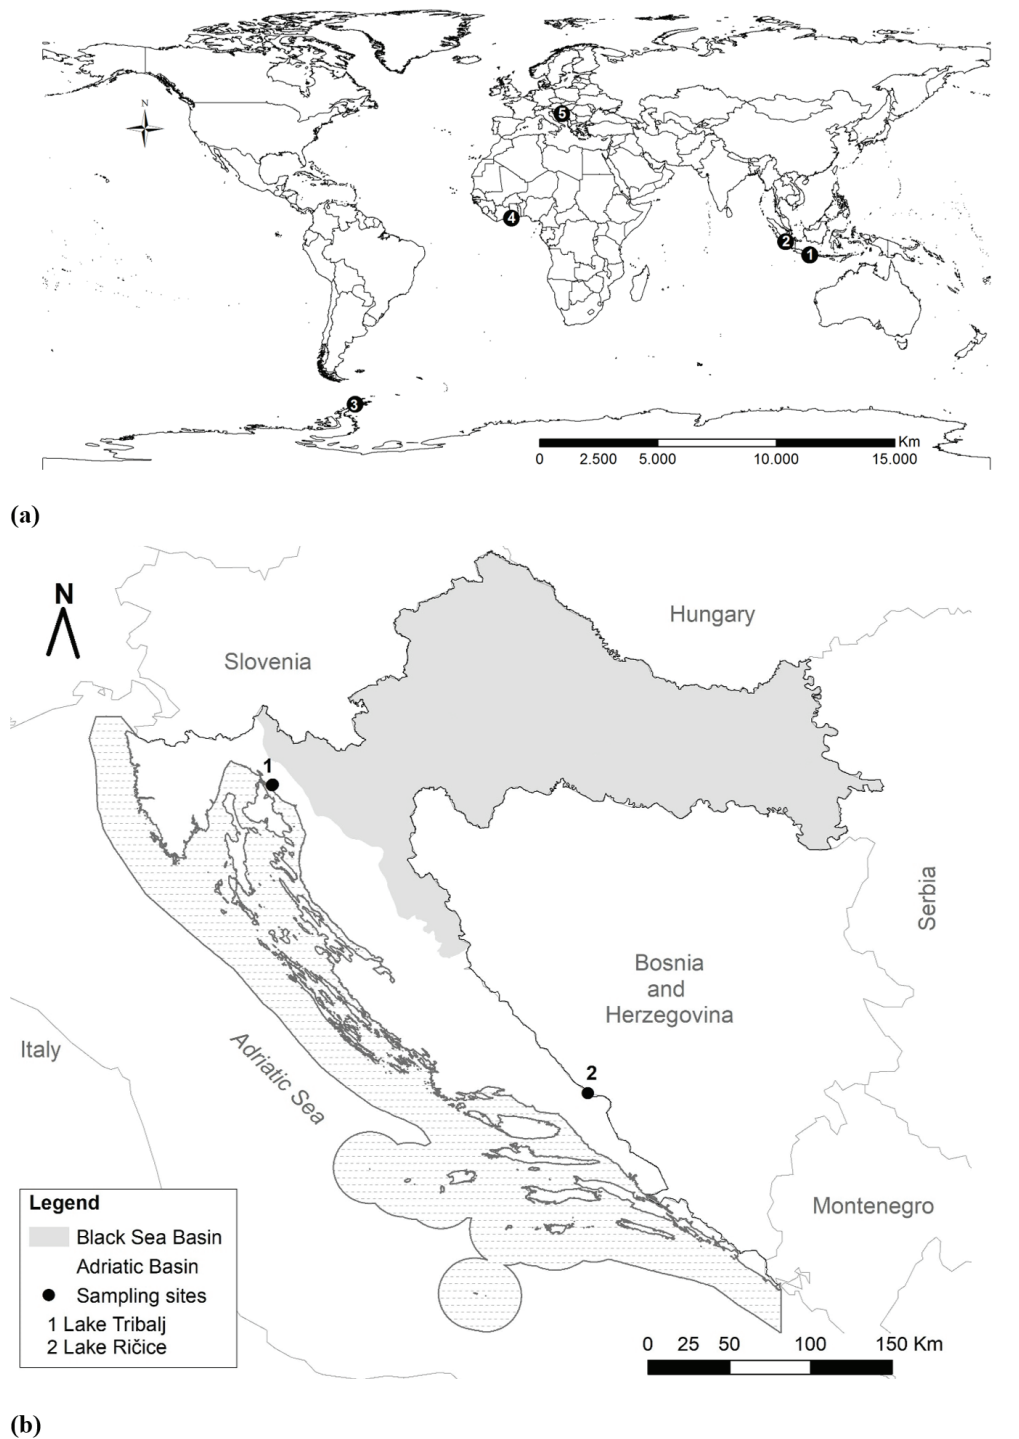 N
5
4
2
1
3
Km
0 2.500 5.000 10.000 15.000
(a)
N
Hungary
Slovenia
1
Serbia
Bosnia
and
Herzegovina
Italy
Adriatic Sea
2
Montenegro
Legend
Black Sea Basin
Adriatic Basin
Sampling sites
1 Lake Tribalj
2 Lake Ričice
0 25 50 100 150 Km
(b)